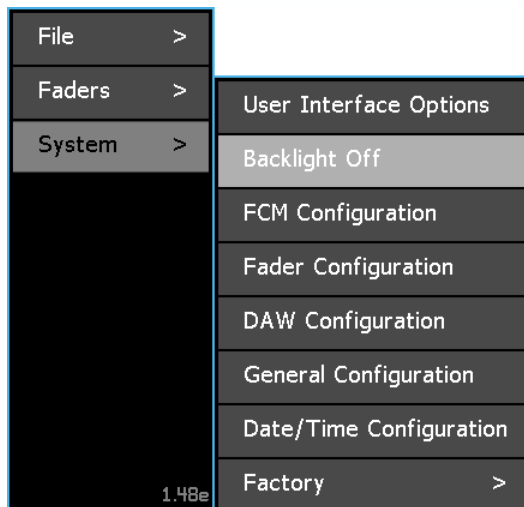 File >
Faders >
System >
1.48e
User Interface Options
Backlight Off
FCM Configuration
Fader Configuration
DAW Configuration
General Configuration
Date/Time Configuration
Factory >